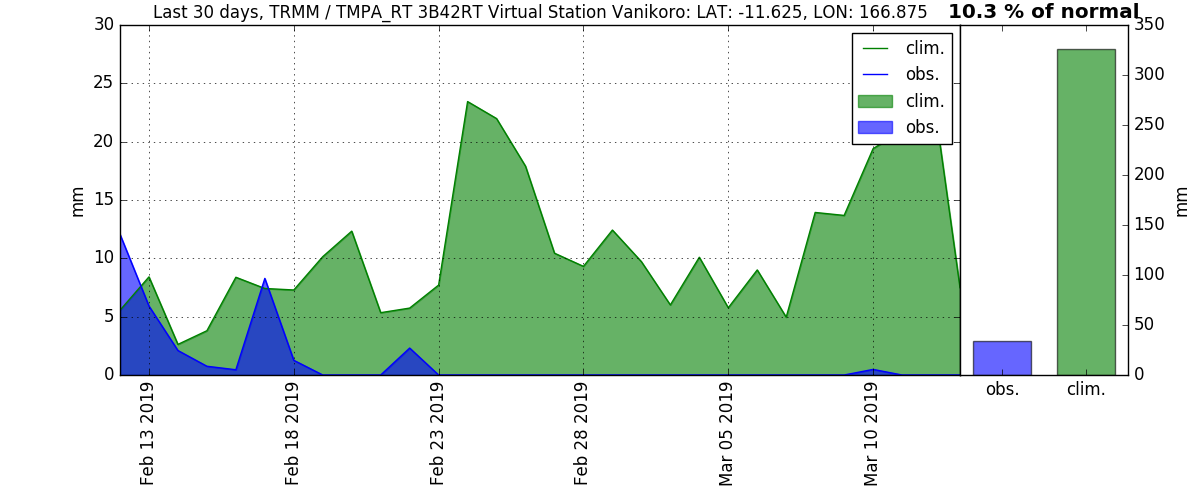 Last 30 days, TRMM / TMPA_RT 3B42RT Virtual Station Vanikoro: LAT: -11.625, LON: 166.875
10.3 % of normal
30
25
20
15
10
5
0
mm
clim.
obs.
clim.
obs.
Feb 13 2019
Feb 18 2019
Feb 23 2019
Feb 28 2019
Mar 05 2019
Mar 10 2019
350
300
250
200
150
100
50
0
mm
obs.
clim.